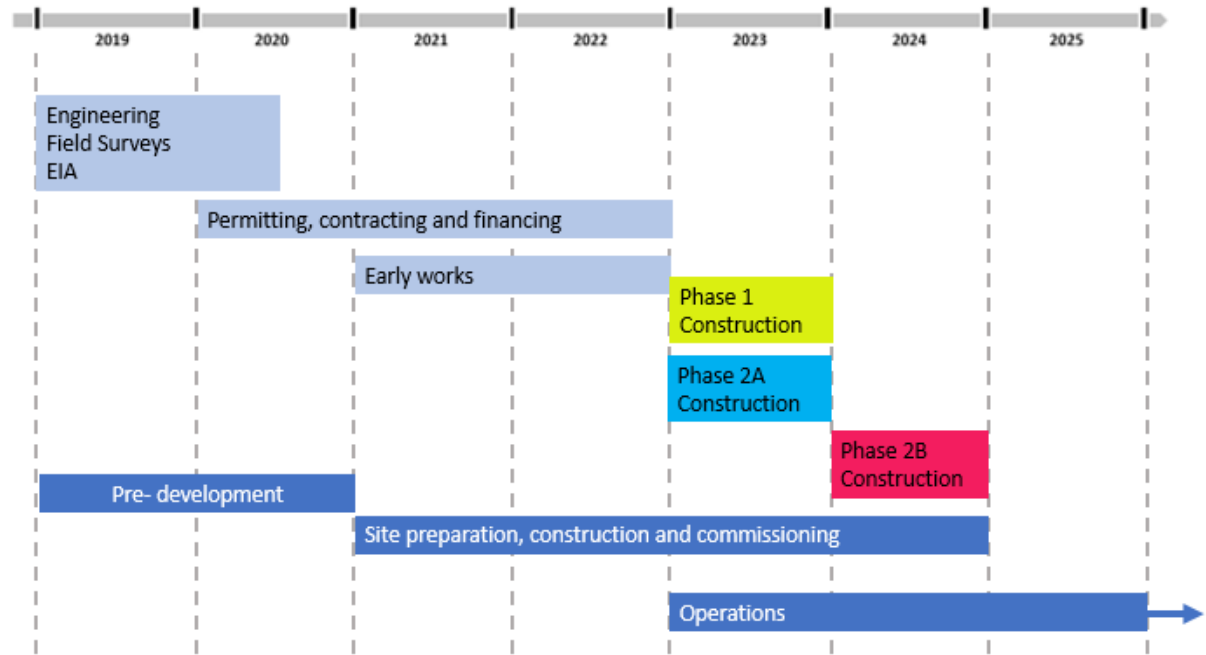 2019
2020
2021
2022
2023
2024
2025
Engineering
Field Surveys
EIA
Permitting, contracting and financing
Early works
Phase 1
Construction
Phase 2A
Construction
Phase 2B
Construction
Pre- development
Site preparation, construction and commissioning
Operations